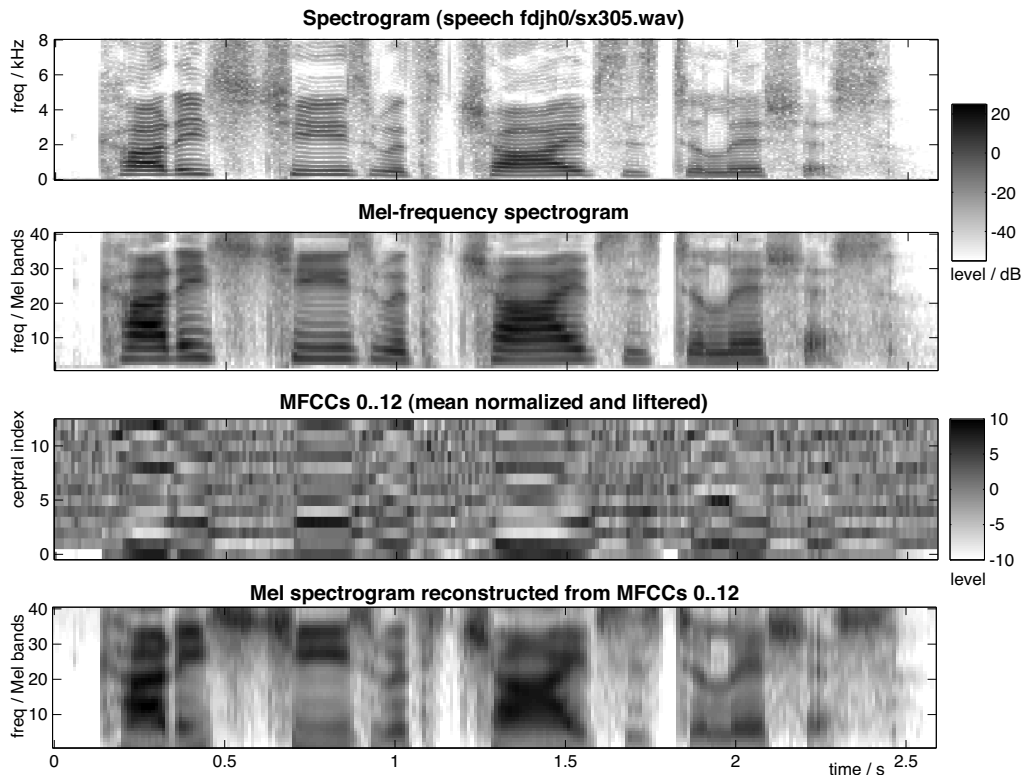 Spectrogram (speech fdjh0/sx305.wav)
freq / kHz
8
6
4
2
0
20
0
-20
-40
level / dB
Mel-frequency spectrogram
freq / Mel bands
40
30
20
10
MFCCs 0..12 (mean normalized and liftered)
ceptral index
10
5
0
10
5
0
-5
-10
level
Mel spectrogram reconstructed from MFCCs 0..12
freq / Mel bands
40
30
20
10
0 0.5 1 1.5 2 2.5
time / s